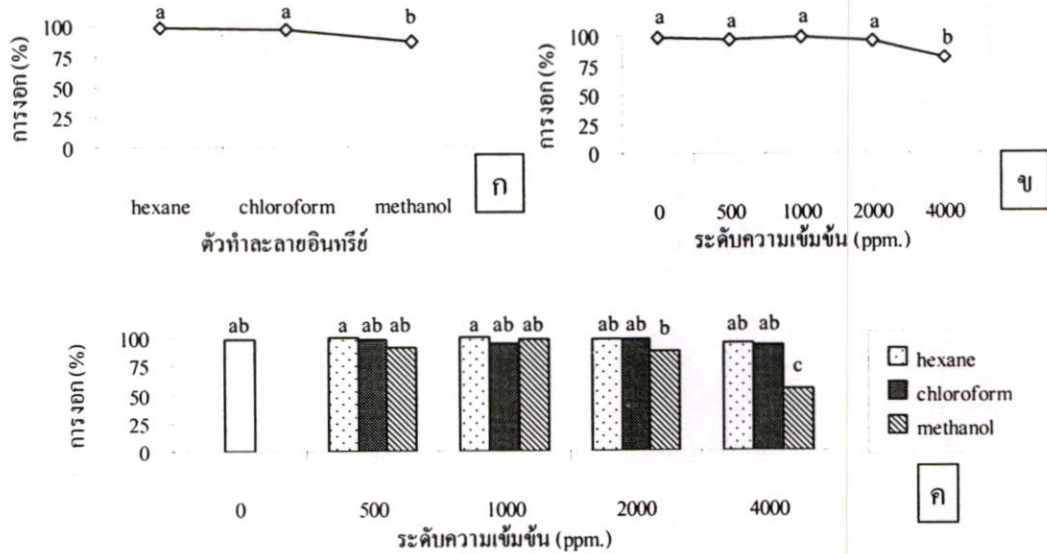 a a b
100
75
50
25
0
การงอก (%)
hexane chloroform methanol
ตัวทำละลายอินทรีย์
ก
a a a a b
100
75
50
25
0
การงอก (%)
0 500 1000 2000 4000
ระดับความเข้มข้น (ppm.)
ข
ab a ab ab a ab ab ab ab b ab ab c
100
75
50
25
0
การงอก (%)
0 500 1000 2000 4000
ระดับความเข้มข้น (ppm.)
hexane
chloroform
methanol
ค